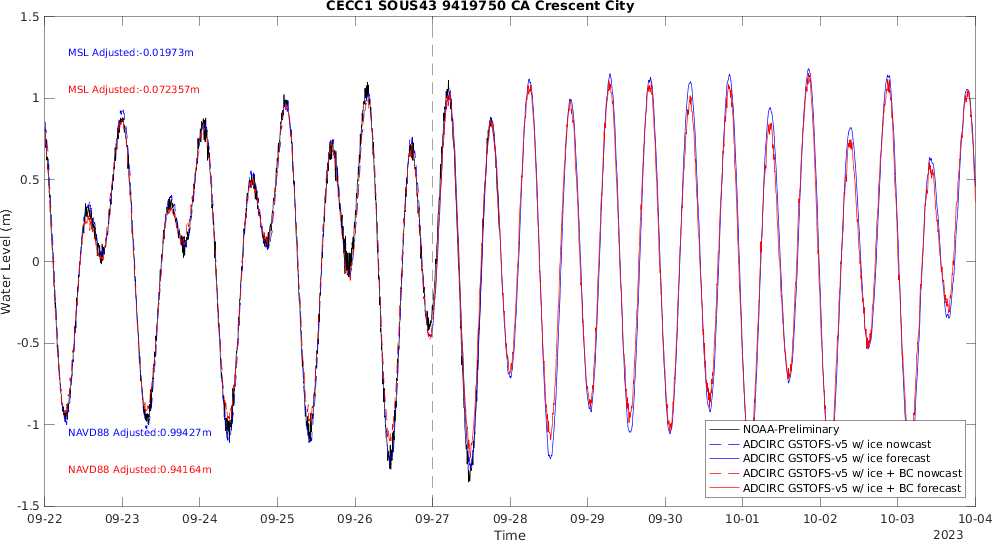 CECC1 SOUS43 9419750 CA Crescent City
1.5
MSL Adjusted:-0.01973m
MSL Adjusted:-0.072357m
1
0.5
Water Level (m)
0
-0.5
-1
NAVD88 Adjusted:0.99427m
NAVD88 Adjusted:0.94164m
NOAA-Preliminary
ADCIRC GSTOFS-v5 w/ ice nowcast
ADCIRC GSTOFS-v5 w/ ice forecast
ADCIRC GSTOFS-v5 w/ ice + BC nowcast
ADCIRC GSTOFS-v5 w/ ice + BC forecast
-1.5
09-22 09-23 09-24 09-25 09-26 09-27 09-28 09-29 09-30 10-01 10-02 10-03 10-04
Time
2023